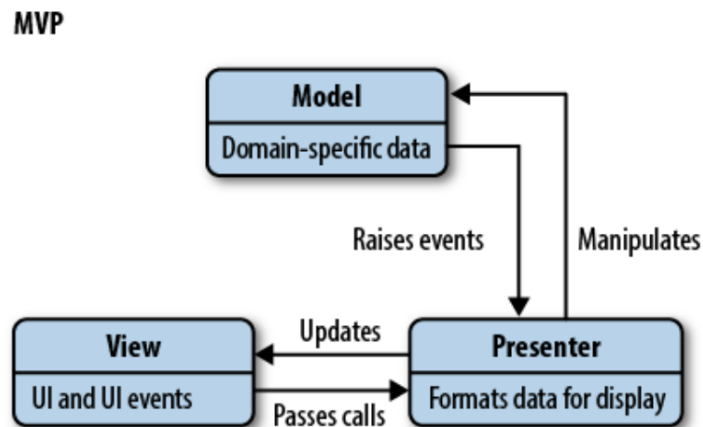 MVP
Model
Domain-specific data
Raises events
Manipulates
View
UI and UI events
Updates
Passes calls
Presenter
Formats data for display